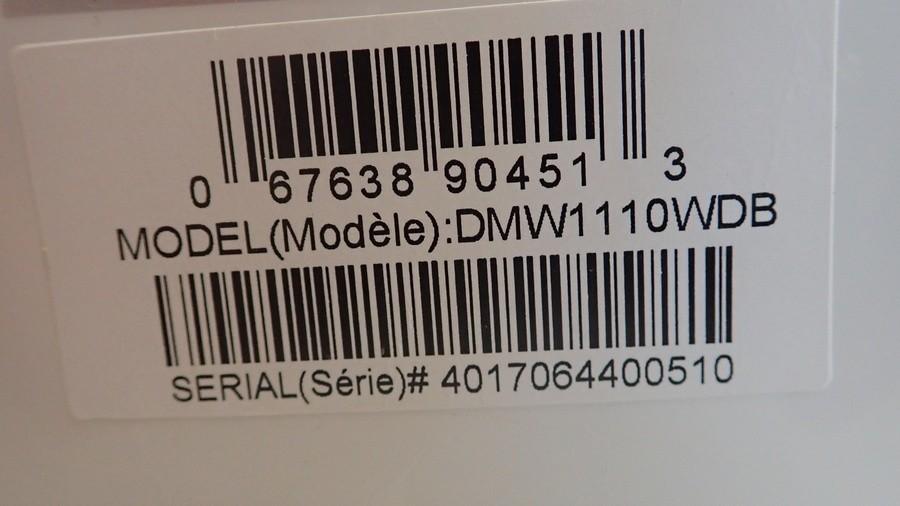 0 67638 90451 3
MODEL(Modèle):DMW1110WDB
SERIAL(Série)# 4017064400510